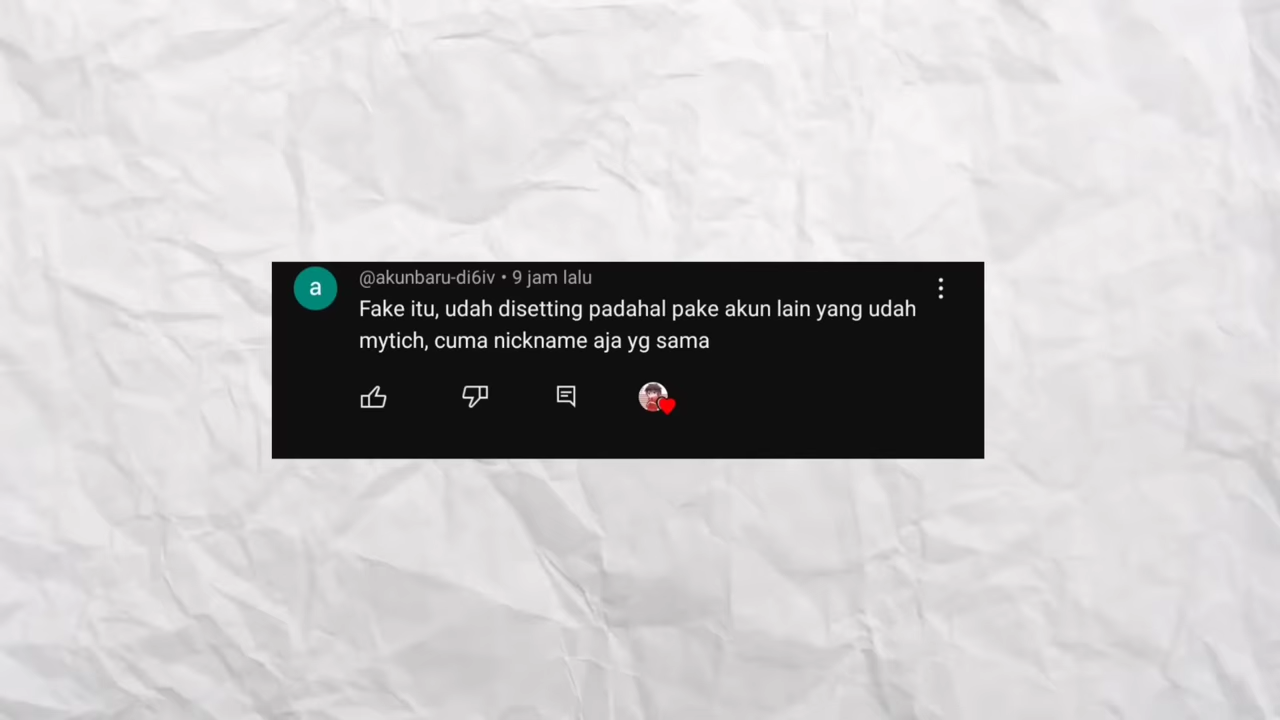 a
@akunbaru-di6iv • 9 jam lalu
Fake itu, udah disetting padahal pake akun lain yang udah
mytich, cuma nickname aja yg sama